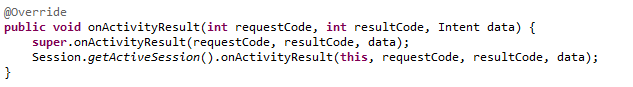 @Override
public void onActivityResult(int requestCode, int resultCode, Intent data) {
    super.onActivityResult(requestCode, resultCode, data);
    Session.getActiveSession().onActivityResult(this, requestCode, resultCode, data);
}